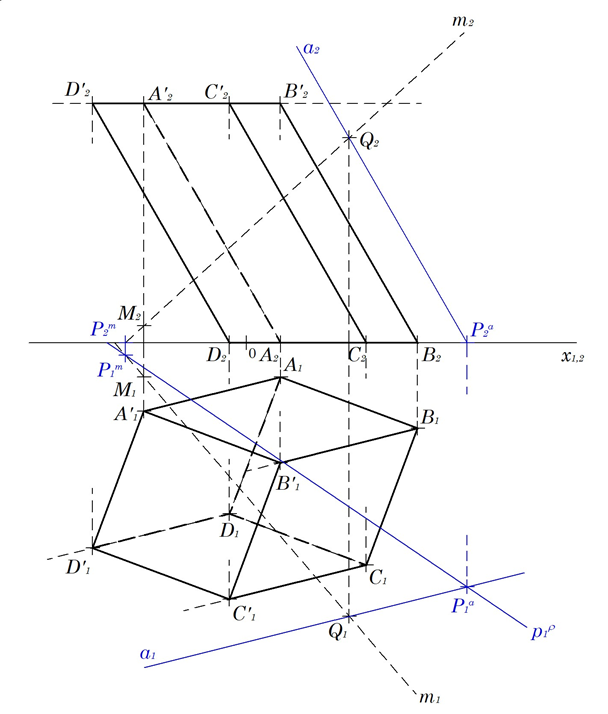 m₂
a₂
D'₂ A'₂ C'₂ B'₂
Q₂
M₂
P₂ᵐ P₂ᵃ
D₂ 0 A₂ C₂ B₂ x₁,₂
P₁ᵐ A₁
M₁
A'₁ B₁
B'₁
D₁
D'₁ C₁
C'₁ P₁ᵃ
Q₁ p₁ᵖ
a₁
m₁